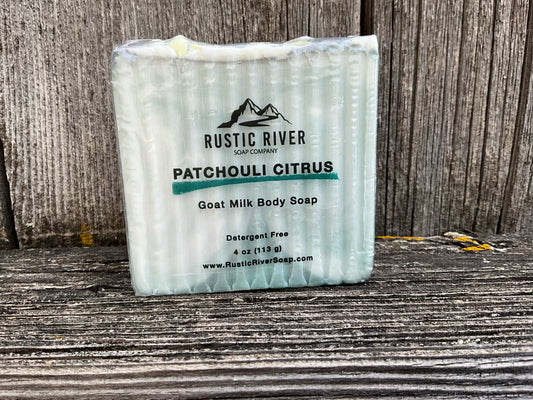 RUSTIC RIVER
SOAP COMPANY
PATCHOULI CITRUS
Goat Milk Body Soap
Detergent Free
4 oz (113 g)
www.RusticRiverSoap.com